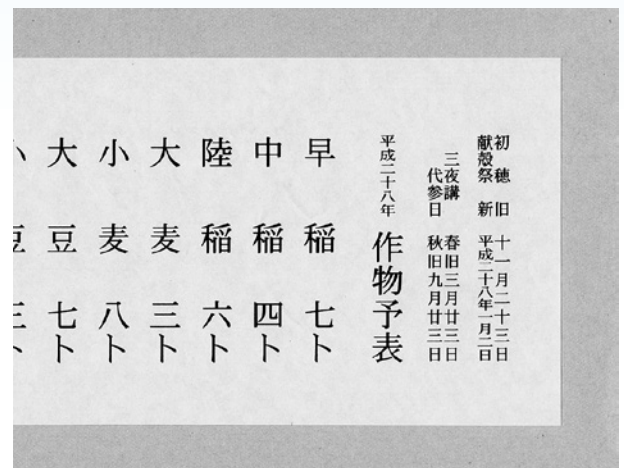 初穂 旧 十一月二十三日
献穀祭 新 平成二十八年一月二日
三夜講 春旧三月廿三日
代参日 秋旧九月廿三日
平成二十八年 作物予表
早稲 七ト
中稲 四ト
陸稲 六ト
大麦 三ト
小麦 八ト
大豆 七ト